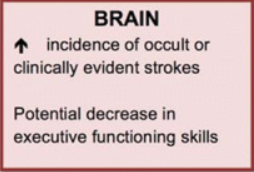 BRAIN
↑ incidence of occult or
clinically evident strokes
Potential decrease in
executive functioning skills